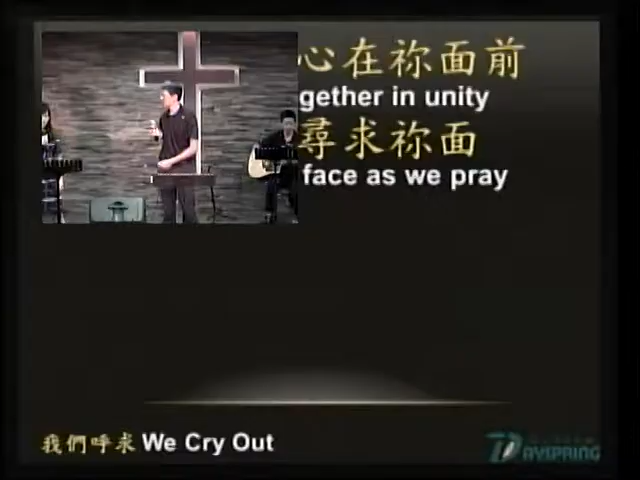 心在祢面前
gether in unity
尋求祢面
face as we pray
我們呼求 We Cry Out
DAYSPRING